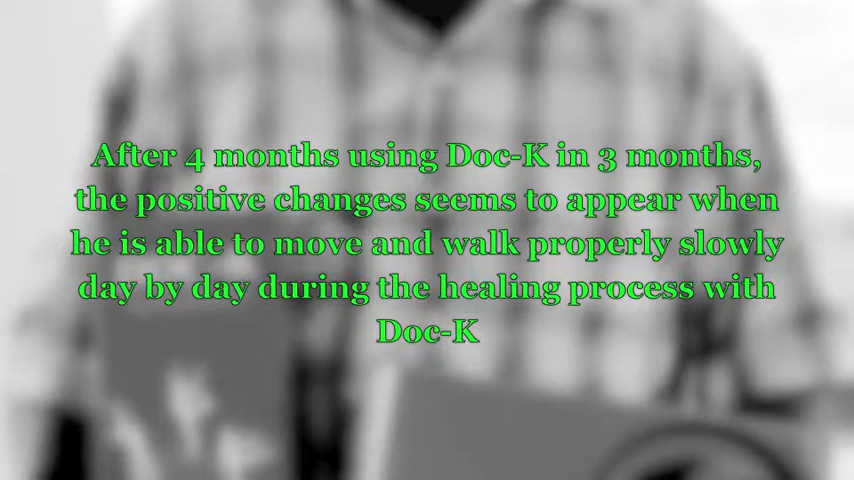 After 4 months using Doc-K in 3 months,
the positive changes seems to appear when
he is able to move and walk properly slowly
day by day during the healing process with
Doc-K